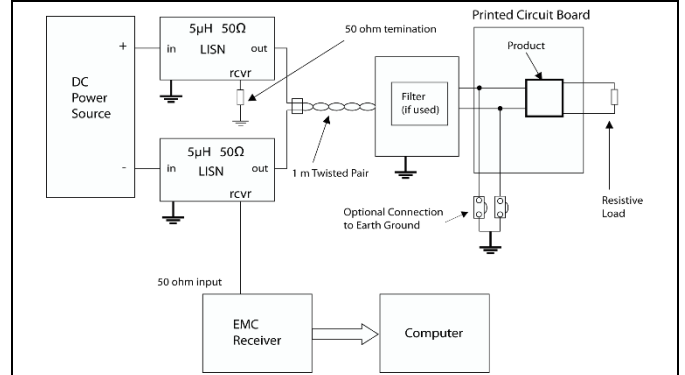 Printed Circuit Board
5µH 50Ω
LISN
in
out
rcvr
+
50 ohm temination
Product
DC
Power
Source
Filter
(if used)
5µH 50Ω
LISN
-
in
out
rcvr
1 m Twisted Pair
Optional Connection
to Earth Ground
Resistive
Load
50 ohm input
EMC
Receiver
Computer